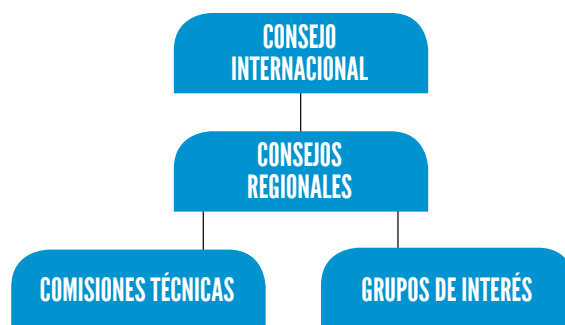 CONSEJO
INTERNACIONAL
CONSEJOS
REGIONALES
COMISIONES TÉCNICAS
GRUPOS DE INTERÉS